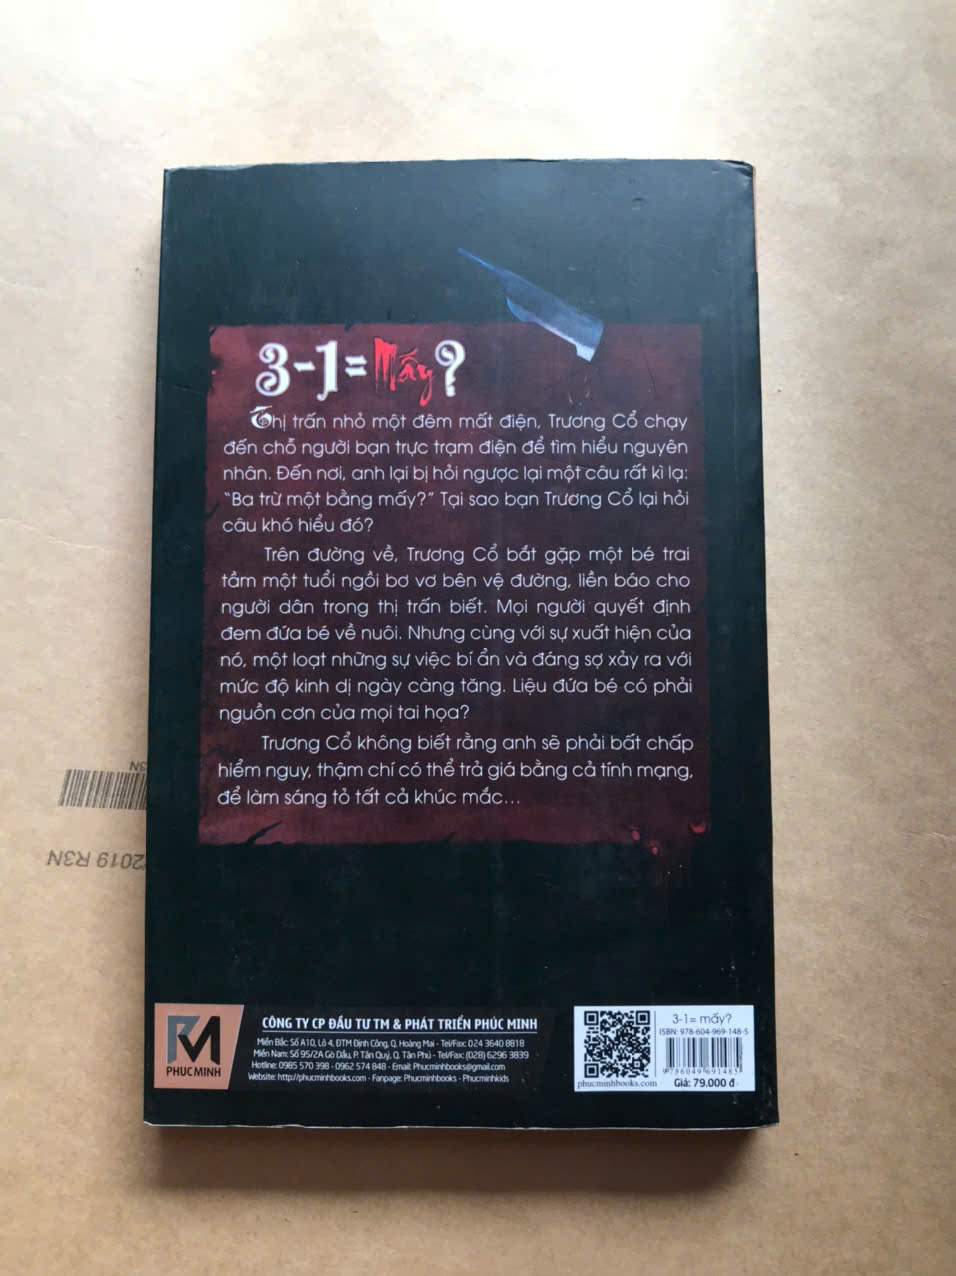 3-1= Mấy?
Thị trấn nhỏ một đêm mất điện, Trương Cổ chạy
đến chỗ người bạn trực trạm điện để tìm hiểu nguyên
nhân. Đến nơi, anh lại bị hỏi ngược lại một câu rất kì lạ:
“Ba trừ một bằng mấy?” Tại sao bạn Trương Cổ lại hỏi
câu khó hiểu đó?
Trên đường về, Trương Cổ bắt gặp một bé trai
tầm một tuổi ngồi bơ vơ bên vệ đường, liền báo cho
người dân trong thị trấn biết. Mọi người quyết định
đem đứa bé về nuôi. Nhưng cùng với sự xuất hiện của
nó, một loạt những sự việc bí ẩn và đáng sợ xảy ra với
mức độ kinh dị ngày càng tăng. Liệu đứa bé có phải
nguồn cơn của mọi tai họa?
Trương Cổ không biết rằng anh sẽ phải bất chấp
hiểm nguy, thậm chí có thể trả giá bằng cả tính mạng,
để làm sáng tỏ tất cả khúc mắc...
R3N
2019 R3N
PHUCMINH
CÔNG TY CP ĐẦU TƯ TM & PHÁT TRIỂN PHÚC MINH
Miền Bắc: Số A10, Lô 4, ĐTM Định Công, Q. Hoàng Mai - Tel/Fax: 024 3640 8818
Miền Nam: Số 95/2A Gò Dầu, P. Tân Quý, Q. Tân Phú - Tel/Fax: (028) 6296 3839
Hotline: 0985 570 398 - 0962 574 848 - Email: Phucminhbooks@gmail.com
Website: http://phucminhbooks.com - Fanpage: Phucminhbooks - Phucminhkids
phucminhbooks.com
3-1= mấy?
ISBN: 978-604-969-148-5
9 786049 691485
Giá: 79.000 đ